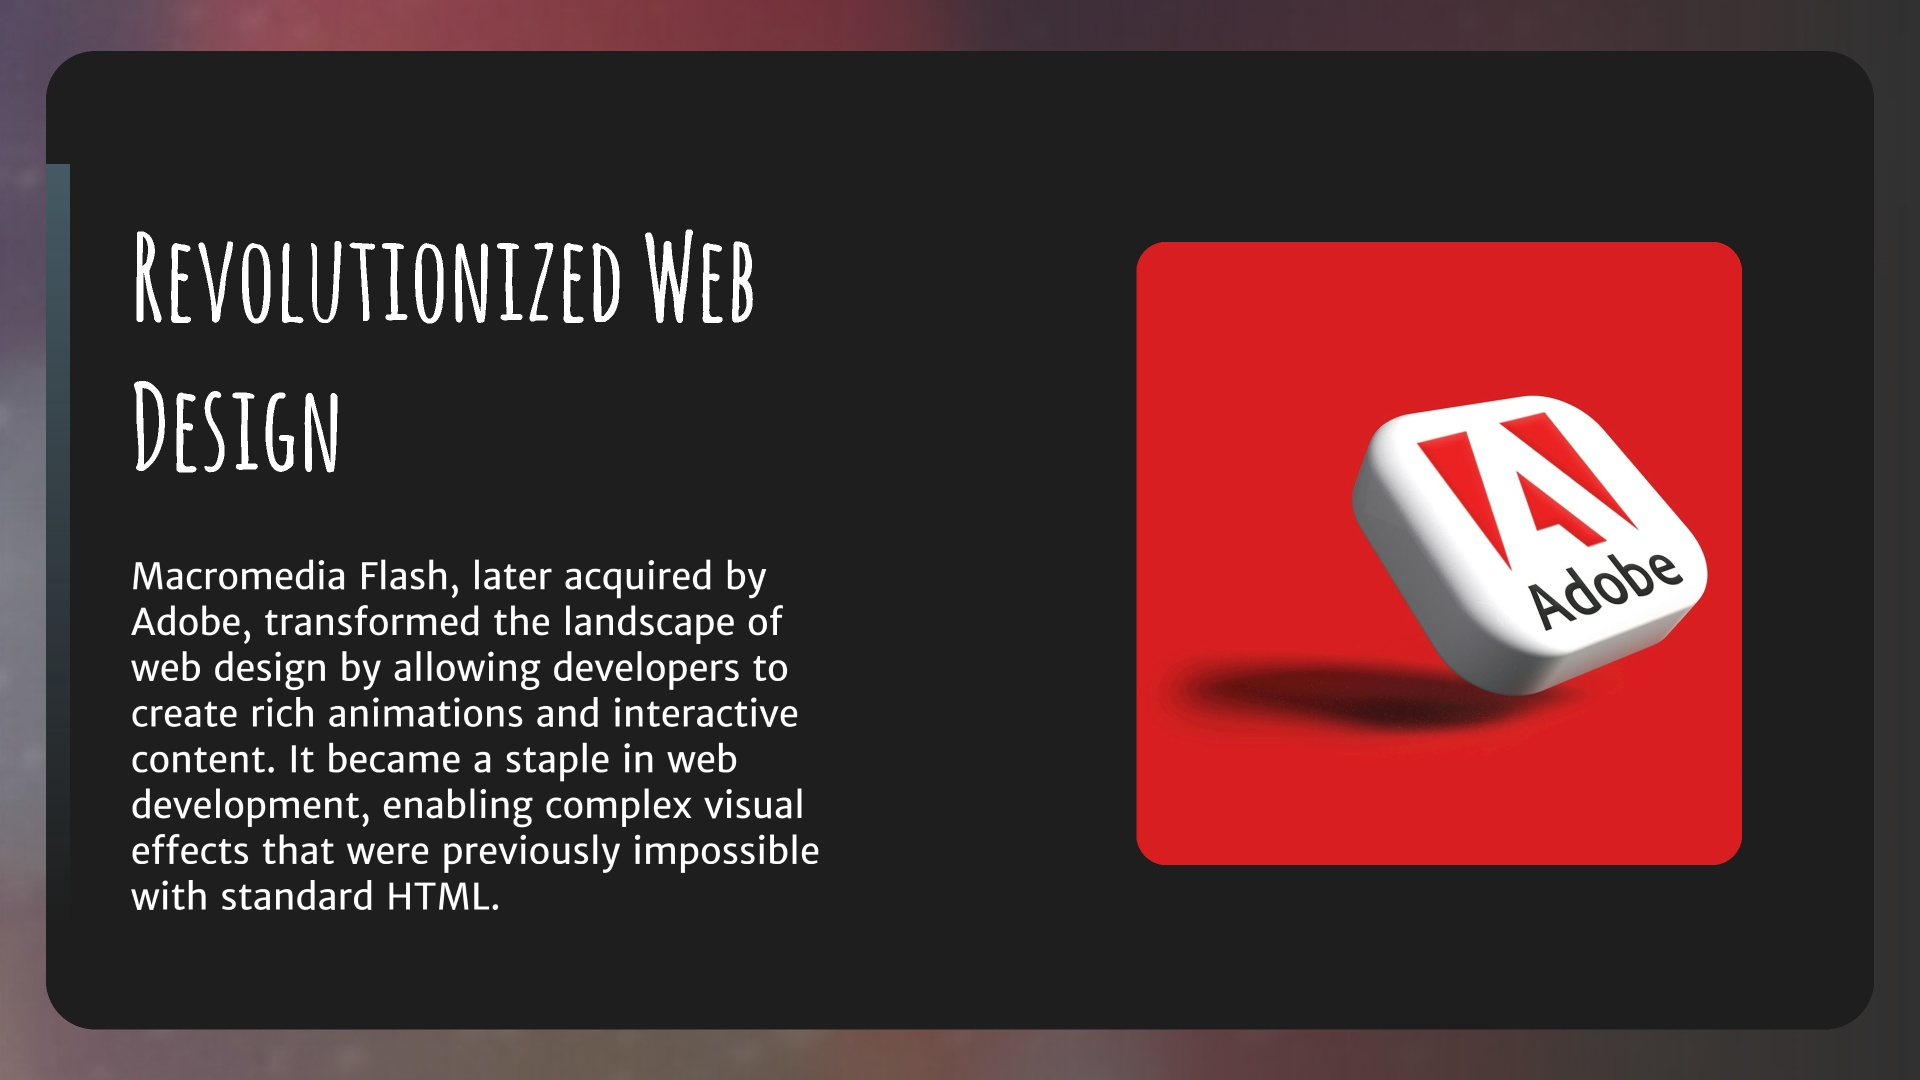 Revolutionized Web
Design
Macromedia Flash, later acquired by
Adobe, transformed the landscape of
web design by allowing developers to
create rich animations and interactive
content. It became a staple in web
development, enabling complex visual
effects that were previously impossible
with standard HTML.
Adobe